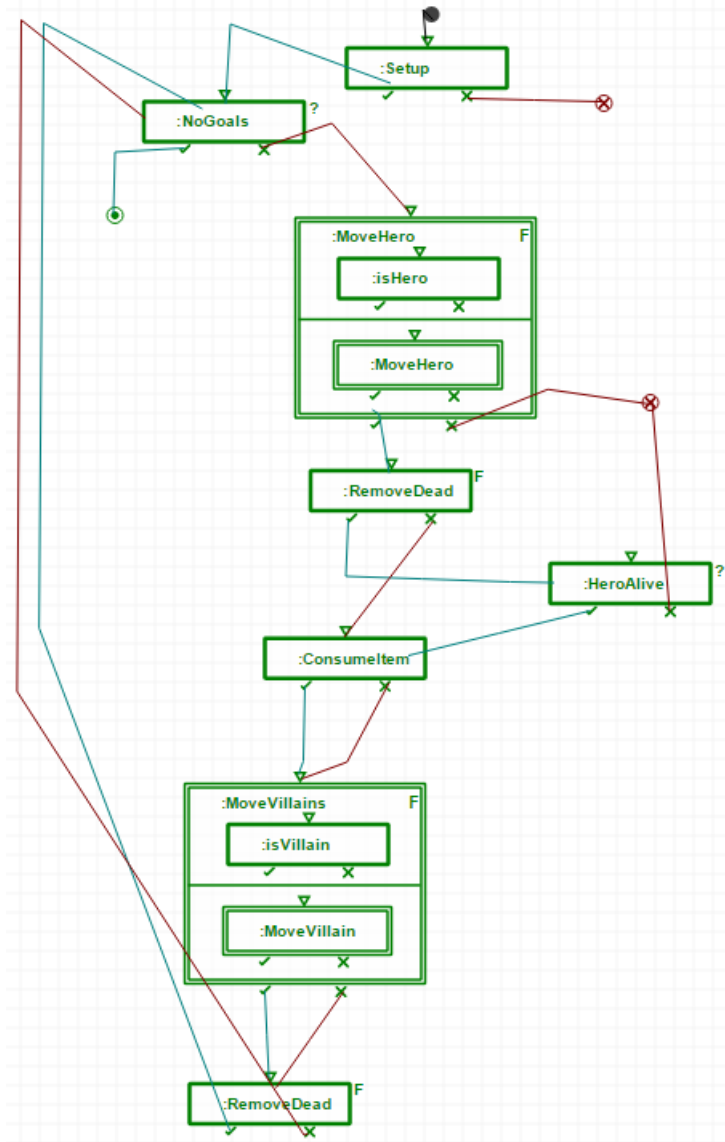 :Setup
:NoGoals
?
:MoveHero
F
:isHero
:MoveHero
:RemoveDead
F
:HeroAlive
?
:ConsumeItem
:MoveVillains
F
:isVillain
:MoveVillain
:RemoveDead
F